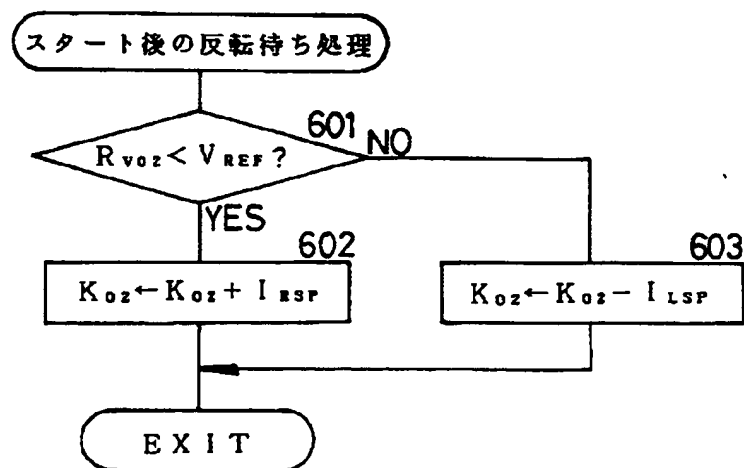 スタート後の反転待ち処理
601
RVO2<VREF?
NO
YES
602
KO2←KO2+IRSP
603
KO2←KO2-ILSP
EXIT